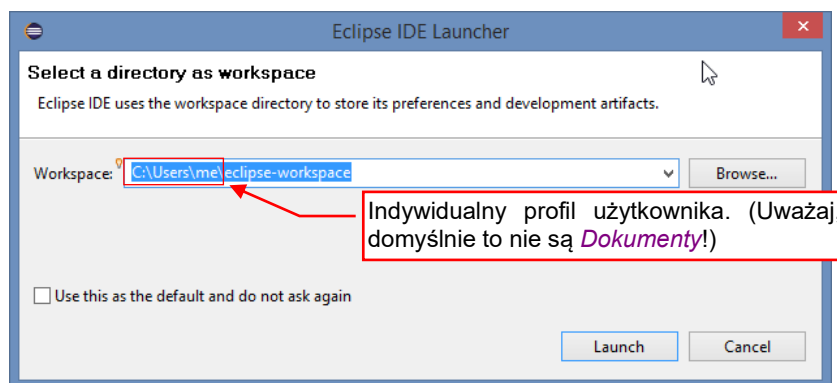 Eclipse IDE Launcher
Select a directory as workspace
Eclipse IDE uses the workspace directory to store its preferences and development artifacts.
Workspace: C:\Users\me\eclipse-workspace Browse...
Indywidualny profil użytkownika. (Uważaj,
domyślnie to nie są Dokumenty!)
Use this as the default and do not ask again
Launch Cancel